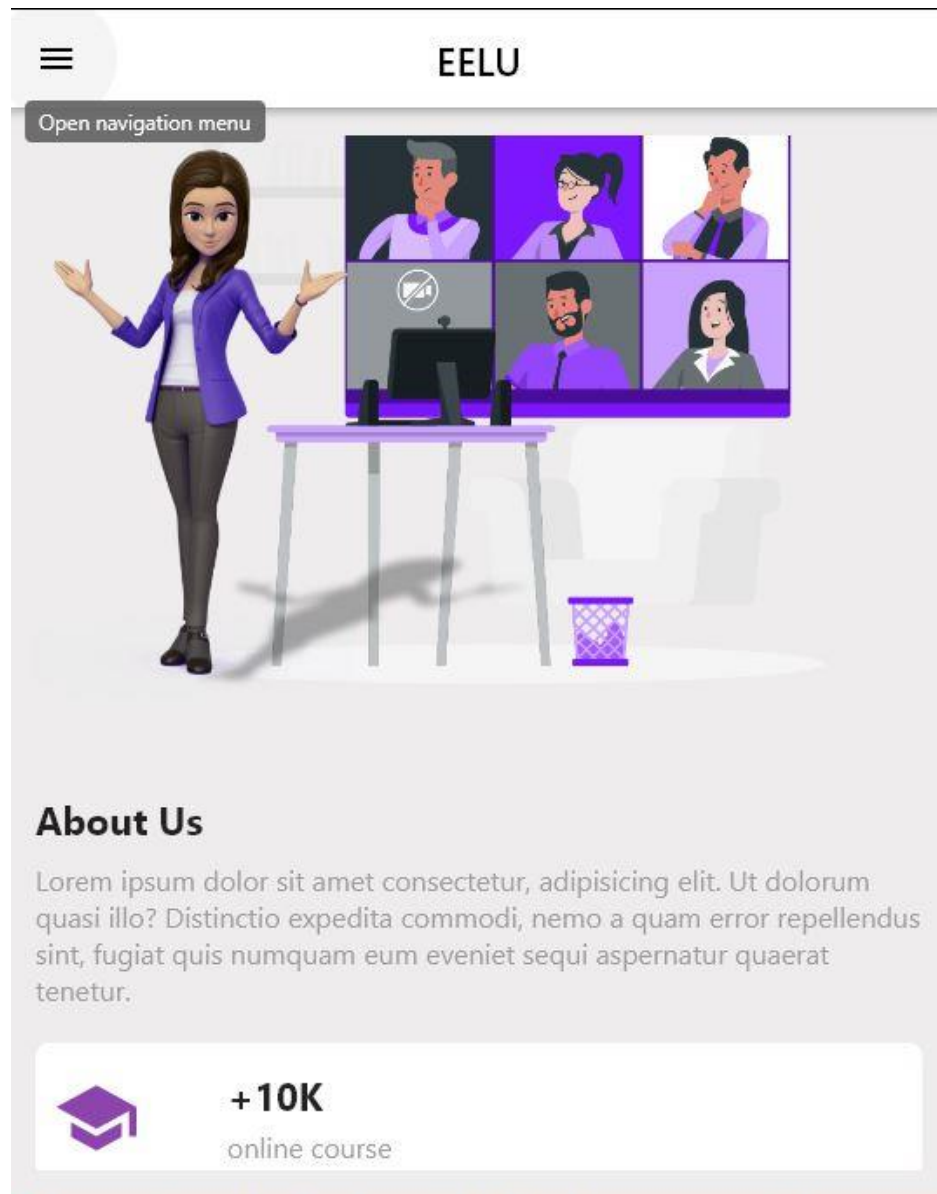 EELU
Open navigation menu
About Us
Lorem ipsum dolor sit amet consectetur, adipisicing elit. Ut dolorum
quasi illo? Distinctio expedita commodi, nemo a quam error repellendus
sint, fugiat quis numquam eum eveniet sequi aspernatur quaerat
tenetur.
+10K
online course